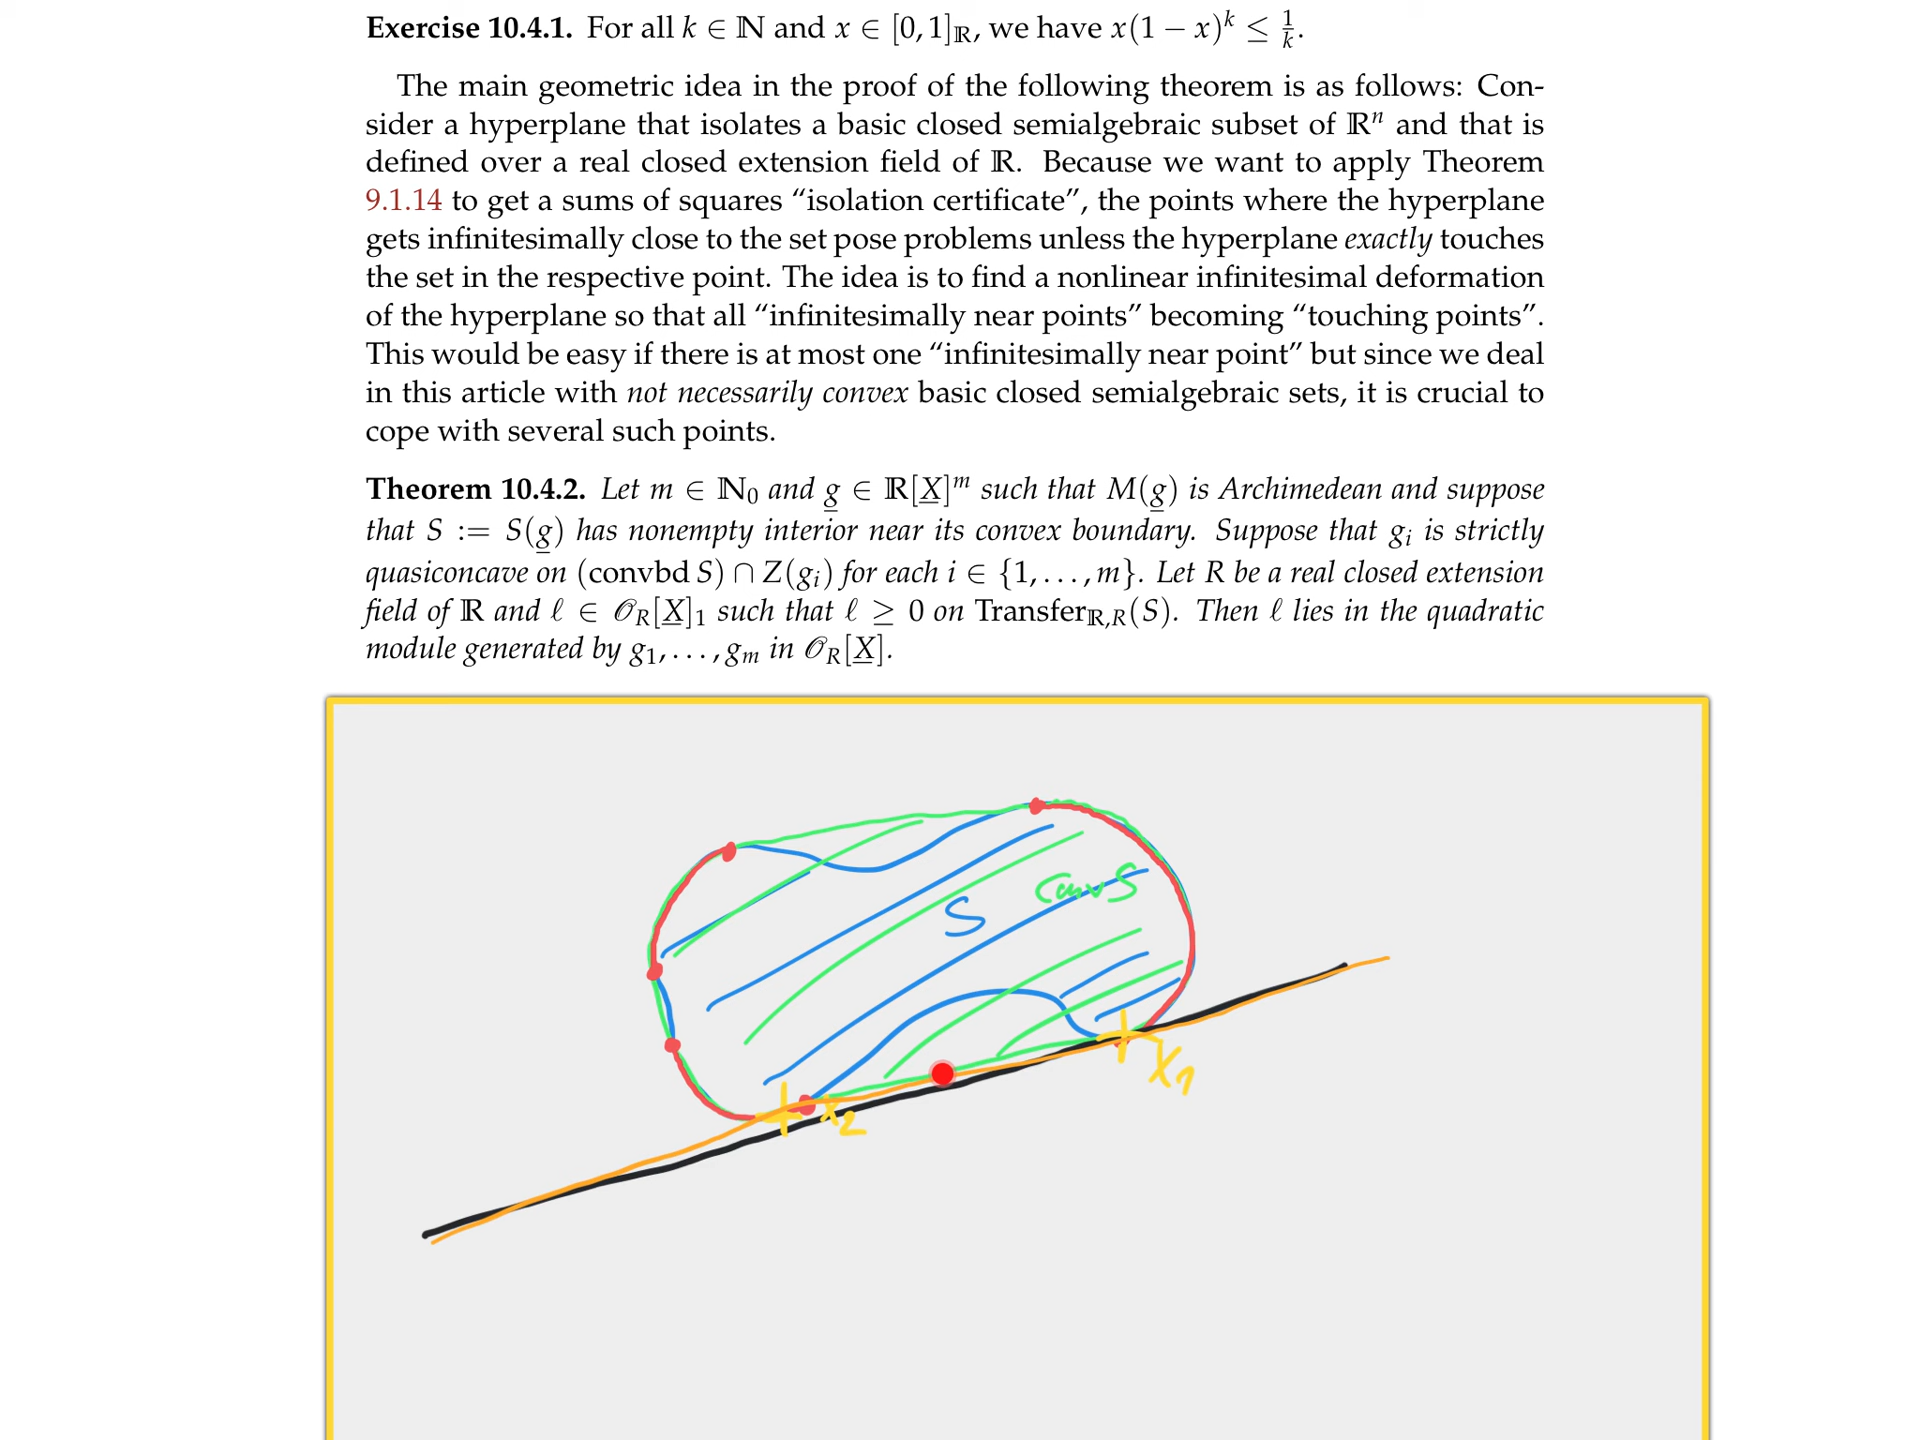 Exercise 10.4.1. For all k ∈ ℕ and x ∈ [0, 1]_ℝ, we have x(1 − x)^k ≤ 1/k.
The main geometric idea in the proof of the following theorem is as follows: Con-
sider a hyperplane that isolates a basic closed semialgebraic subset of ℝ^n and that is
defined over a real closed extension field of ℝ. Because we want to apply Theorem
9.1.14 to get a sums of squares “isolation certificate”, the points where the hyperplane
gets infinitesimally close to the set pose problems unless the hyperplane exactly touches
the set in the respective point. The idea is to find a nonlinear infinitesimal deformation
of the hyperplane so that all “infinitesimally near points” becoming “touching points”.
This would be easy if there is at most one “infinitesimally near point” but since we deal
in this article with not necessarily convex basic closed semialgebraic sets, it is crucial to
cope with several such points.
Theorem 10.4.2. Let m ∈ ℕ_0 and g ∈ ℝ[X]^m such that M(g) is Archimedean and suppose
that S := S(g) has nonempty interior near its convex boundary. Suppose that g_i is strictly
quasiconcave on (convbd S) ∩ Z(g_i) for each i ∈ {1, . . . , m}. Let R be a real closed extension
field of ℝ and ℓ ∈ 𝒪_R[X]_1 such that ℓ ≥ 0 on Transfer_{ℝ,R}(S). Then ℓ lies in the quadratic
module generated by g_1, . . . , g_m in 𝒪_R[X].
conv S
S
x_1
x_2